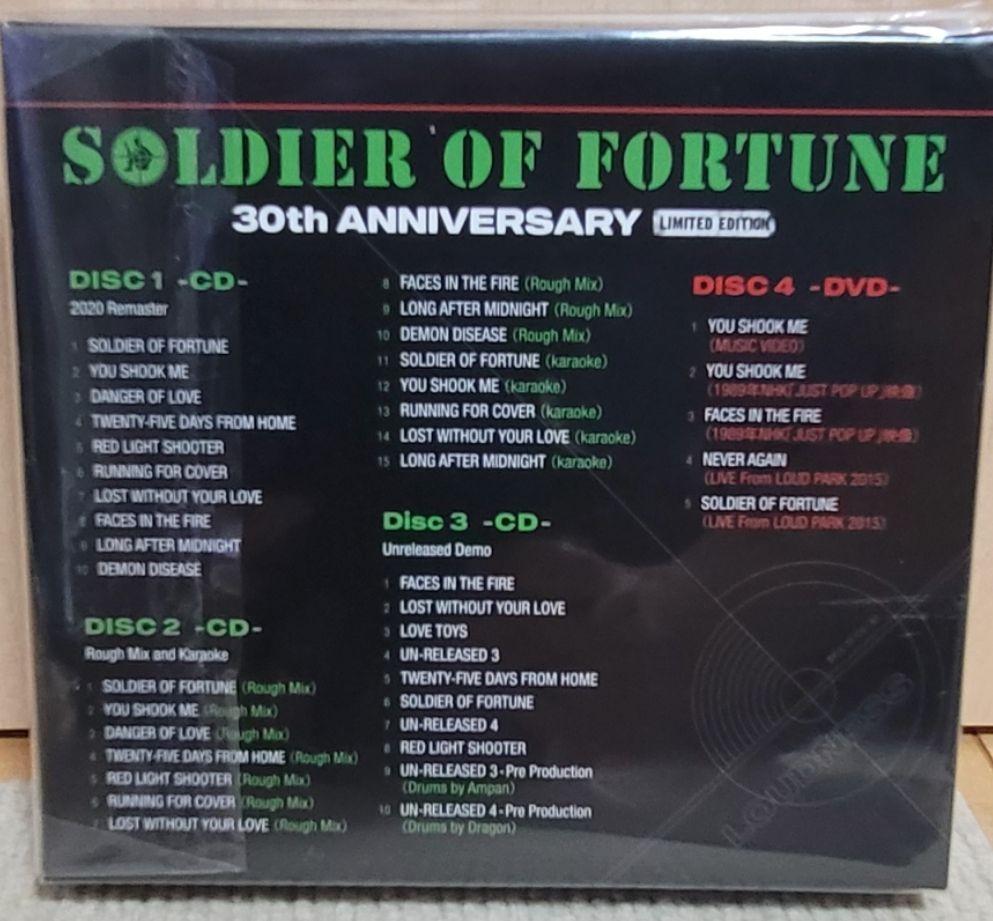 SOLDIER OF FORTUNE
30th ANNIVERSARY LIMITED EDITION
DISC 1 -CD-
2020 Remaster
1 SOLDIER OF FORTUNE
2 YOU SHOOK ME
3 DANGER OF LOVE
4 TWENTY-FIVE DAYS FROM HOME
5 RED LIGHT SHOOTER
6 RUNNING FOR COVER
7 LOST WITHOUT YOUR LOVE
8 FACES IN THE FIRE
9 LONG AFTER MIDNIGHT
10 DEMON DISEASE
DISC 2 -CD-
Rough Mix and Karaoke
1 SOLDIER OF FORTUNE (Rough Mix)
2 YOU SHOOK ME (Rough Mix)
3 DANGER OF LOVE (Rough Mix)
4 TWENTY-FIVE DAYS FROM HOME (Rough Mix)
5 RED LIGHT SHOOTER (Rough Mix)
6 RUNNING FOR COVER (Rough Mix)
7 LOST WITHOUT YOUR LOVE (Rough Mix)
8 FACES IN THE FIRE (Rough Mix)
9 LONG AFTER MIDNIGHT (Rough Mix)
10 DEMON DISEASE (Rough Mix)
11 SOLDIER OF FORTUNE (karaoke)
12 YOU SHOOK ME (karaoke)
13 RUNNING FOR COVER (karaoke)
14 LOST WITHOUT YOUR LOVE (karaoke)
15 LONG AFTER MIDNIGHT (karaoke)
Disc 3 -CD-
Unreleased Demo
1 FACES IN THE FIRE
2 LOST WITHOUT YOUR LOVE
3 LOVE TOYS
4 UN-RELEASED 3
5 TWENTY-FIVE DAYS FROM HOME
6 SOLDIER OF FORTUNE
7 UN-RELEASED 4
8 RED LIGHT SHOOTER
9 UN-RELEASED 3-Pre Production
(Drums by Ampan)
10 UN-RELEASED 4-Pre Production
(Drums by Dragon)
DISC 4 -DVD-
1 YOU SHOOK ME
(MUSIC VIDEO)
2 YOU SHOOK ME
(1989年NHK「JUST POP UP」映像)
3 FACES IN THE FIRE
(1989年NHK「JUST POP UP」映像)
4 NEVER AGAIN
(LIVE From LOUD PARK 2015)
5 SOLDIER OF FORTUNE
(LIVE From LOUD PARK 2015)
LOUDNESS